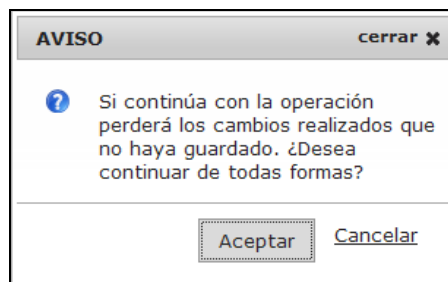 AVISO cerrar ✖
Si continúa con la operación
perderá los cambios realizados que
no haya guardado. ¿Desea
continuar de todas formas?
Aceptar Cancelar